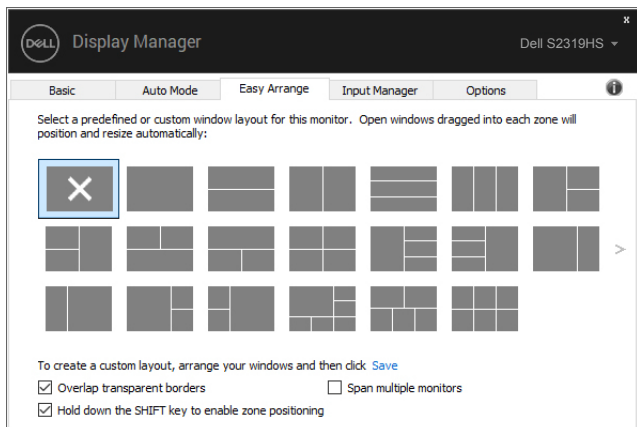 x
DELL Display Manager Dell S2319HS
Basic Auto Mode Easy Arrange Input Manager Options i
Select a predefined or custom window layout for this monitor. Open windows dragged into each zone will
position and resize automatically:
>
To create a custom layout, arrange your windows and then click Save
Overlap transparent borders Span multiple monitors
Hold down the SHIFT key to enable zone positioning